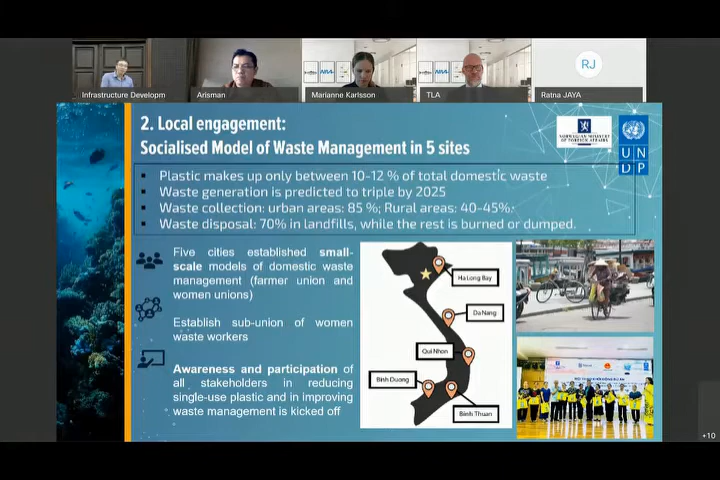 Infrastructure Developm
Arisman
Marianne Karlsson
TLA
RJ
Ratna JAYA
2. Local engagement:
Socialised Model of Waste Management in 5 sites
NORWEGIAN MINISTRY
OF FOREIGN AFFAIRS
U N
D P
▪ Plastic makes up only between 10-12 % of total domestic waste
▪ Waste generation is predicted to triple by 2025
▪ Waste collection: urban areas: 85 %; Rural areas: 40-45%.
▪ Waste disposal: 70% in landfills, while the rest is burned or dumped.
Five cities established small-
scale models of domestic waste
management (farmer union and
women unions)
Establish sub-union of women
waste workers
Awareness and participation of
all stakeholders in reducing
single-use plastic and in improving
waste management is kicked off
Ha Long Bay
Da Nang
Qui Nhon
Binh Duong
Binh Thuan
+10